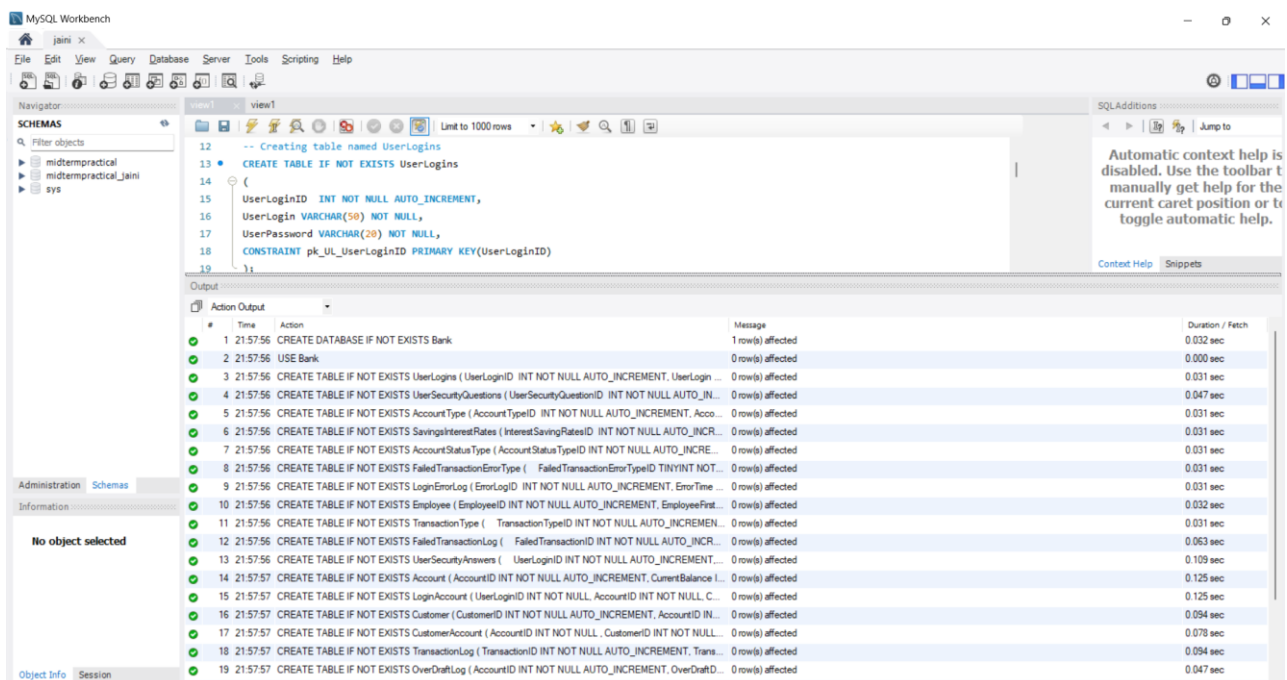 MySQL Workbench
jaini
File Edit View Query Database Server Tools Scripting Help
Navigator
SCHEMAS
Filter objects
midtermpractical
midtermpractical_jaini
sys
Administration Schemas
Information
No object selected
Object Info Session
view1 view1
Limit to 1000 rows
12 -- Creating table named UserLogins
13 CREATE TABLE IF NOT EXISTS UserLogins
14 (
15 UserLoginID INT NOT NULL AUTO_INCREMENT,
16 UserLogin VARCHAR(50) NOT NULL,
17 UserPassword VARCHAR(20) NOT NULL,
18 CONSTRAINT pk_UL_UserLoginID PRIMARY KEY(UserLoginID)
19 );
SQLAdditions
Jump to
Automatic context help is
disabled. Use the toolbar t
manually get help for the
current caret position or to
toggle automatic help.
Context Help Snippets
Output
Action Output
# Time Action Message Duration / Fetch
1 21:57:56 CREATE DATABASE IF NOT EXISTS Bank 1 row(s) affected 0.032 sec
2 21:57:56 USE Bank 0 row(s) affected 0.000 sec
3 21:57:56 CREATE TABLE IF NOT EXISTS UserLogins ( UserLoginID INT NOT NULL AUTO_INCREMENT, UserLogin ... 0 row(s) affected 0.031 sec
4 21:57:56 CREATE TABLE IF NOT EXISTS UserSecurityQuestions ( UserSecurityQuestionID INT NOT NULL AUTO_IN... 0 row(s) affected 0.047 sec
5 21:57:56 CREATE TABLE IF NOT EXISTS AccountType ( AccountTypeID INT NOT NULL AUTO_INCREMENT, Acco... 0 row(s) affected 0.031 sec
6 21:57:56 CREATE TABLE IF NOT EXISTS SavingsInterestRates ( InterestSavingRatesID INT NOT NULL AUTO_INCR... 0 row(s) affected 0.031 sec
7 21:57:56 CREATE TABLE IF NOT EXISTS AccountStatusType ( AccountStatusTypeID INT NOT NULL AUTO_INCRE... 0 row(s) affected 0.031 sec
8 21:57:56 CREATE TABLE IF NOT EXISTS FailedTransactionErrorType ( FailedTransactionErrorTypeID TINYINT NOT... 0 row(s) affected 0.031 sec
9 21:57:56 CREATE TABLE IF NOT EXISTS LoginErrorLog ( ErrorLogID INT NOT NULL AUTO_INCREMENT, ErrorTime ... 0 row(s) affected 0.031 sec
10 21:57:56 CREATE TABLE IF NOT EXISTS Employee ( EmployeeID INT NOT NULL AUTO_INCREMENT, EmployeeFirst... 0 row(s) affected 0.032 sec
11 21:57:56 CREATE TABLE IF NOT EXISTS TransactionType ( TransactionTypeID INT NOT NULL AUTO_INCREMEN... 0 row(s) affected 0.031 sec
12 21:57:56 CREATE TABLE IF NOT EXISTS FailedTransactionLog ( FailedTransactionID INT NOT NULL AUTO_INCR... 0 row(s) affected 0.063 sec
13 21:57:56 CREATE TABLE IF NOT EXISTS UserSecurityAnswers ( UserLoginID INT NOT NULL AUTO_INCREMENT,... 0 row(s) affected 0.109 sec
14 21:57:57 CREATE TABLE IF NOT EXISTS Account ( AccountID INT NOT NULL AUTO_INCREMENT, CurrentBalance I... 0 row(s) affected 0.125 sec
15 21:57:57 CREATE TABLE IF NOT EXISTS LoginAccount ( UserLoginID INT NOT NULL, AccountID INT NOT NULL, C... 0 row(s) affected 0.125 sec
16 21:57:57 CREATE TABLE IF NOT EXISTS Customer ( CustomerID INT NOT NULL AUTO_INCREMENT, AccountID IN... 0 row(s) affected 0.094 sec
17 21:57:57 CREATE TABLE IF NOT EXISTS CustomerAccount ( AccountID INT NOT NULL , CustomerID INT NOT NULL... 0 row(s) affected 0.078 sec
18 21:57:57 CREATE TABLE IF NOT EXISTS TransactionLog ( TransactionID INT NOT NULL AUTO_INCREMENT, Trans... 0 row(s) affected 0.094 sec
19 21:57:57 CREATE TABLE IF NOT EXISTS OverDraftLog ( AccountID INT NOT NULL AUTO_INCREMENT, OverDraftD... 0 row(s) affected 0.047 sec